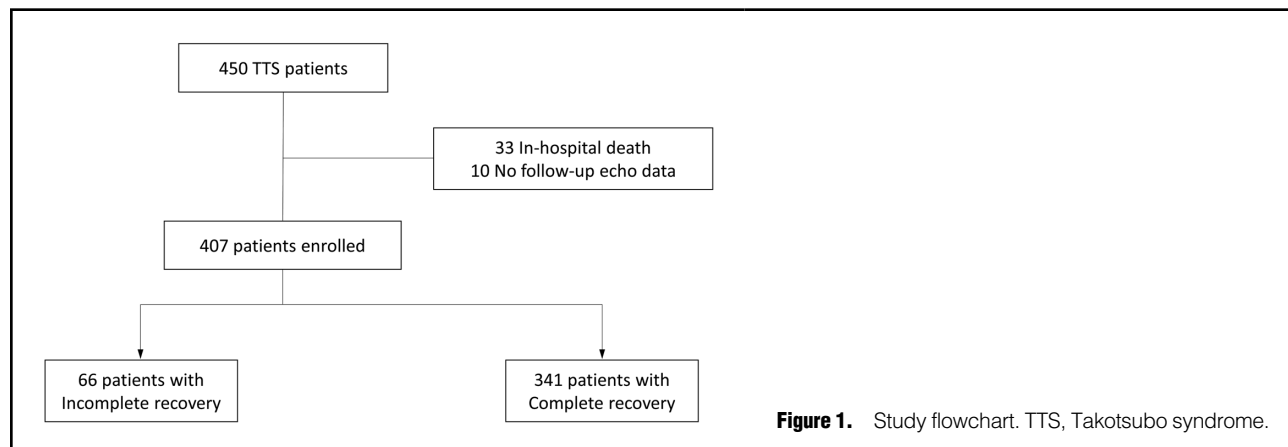 450 TTS patients
33 In-hospital death
10 No follow-up echo data
407 patients enrolled
66 patients with
Incomplete recovery
341 patients with
Complete recovery
Figure 1. Study flowchart. TTS, Takotsubo syndrome.